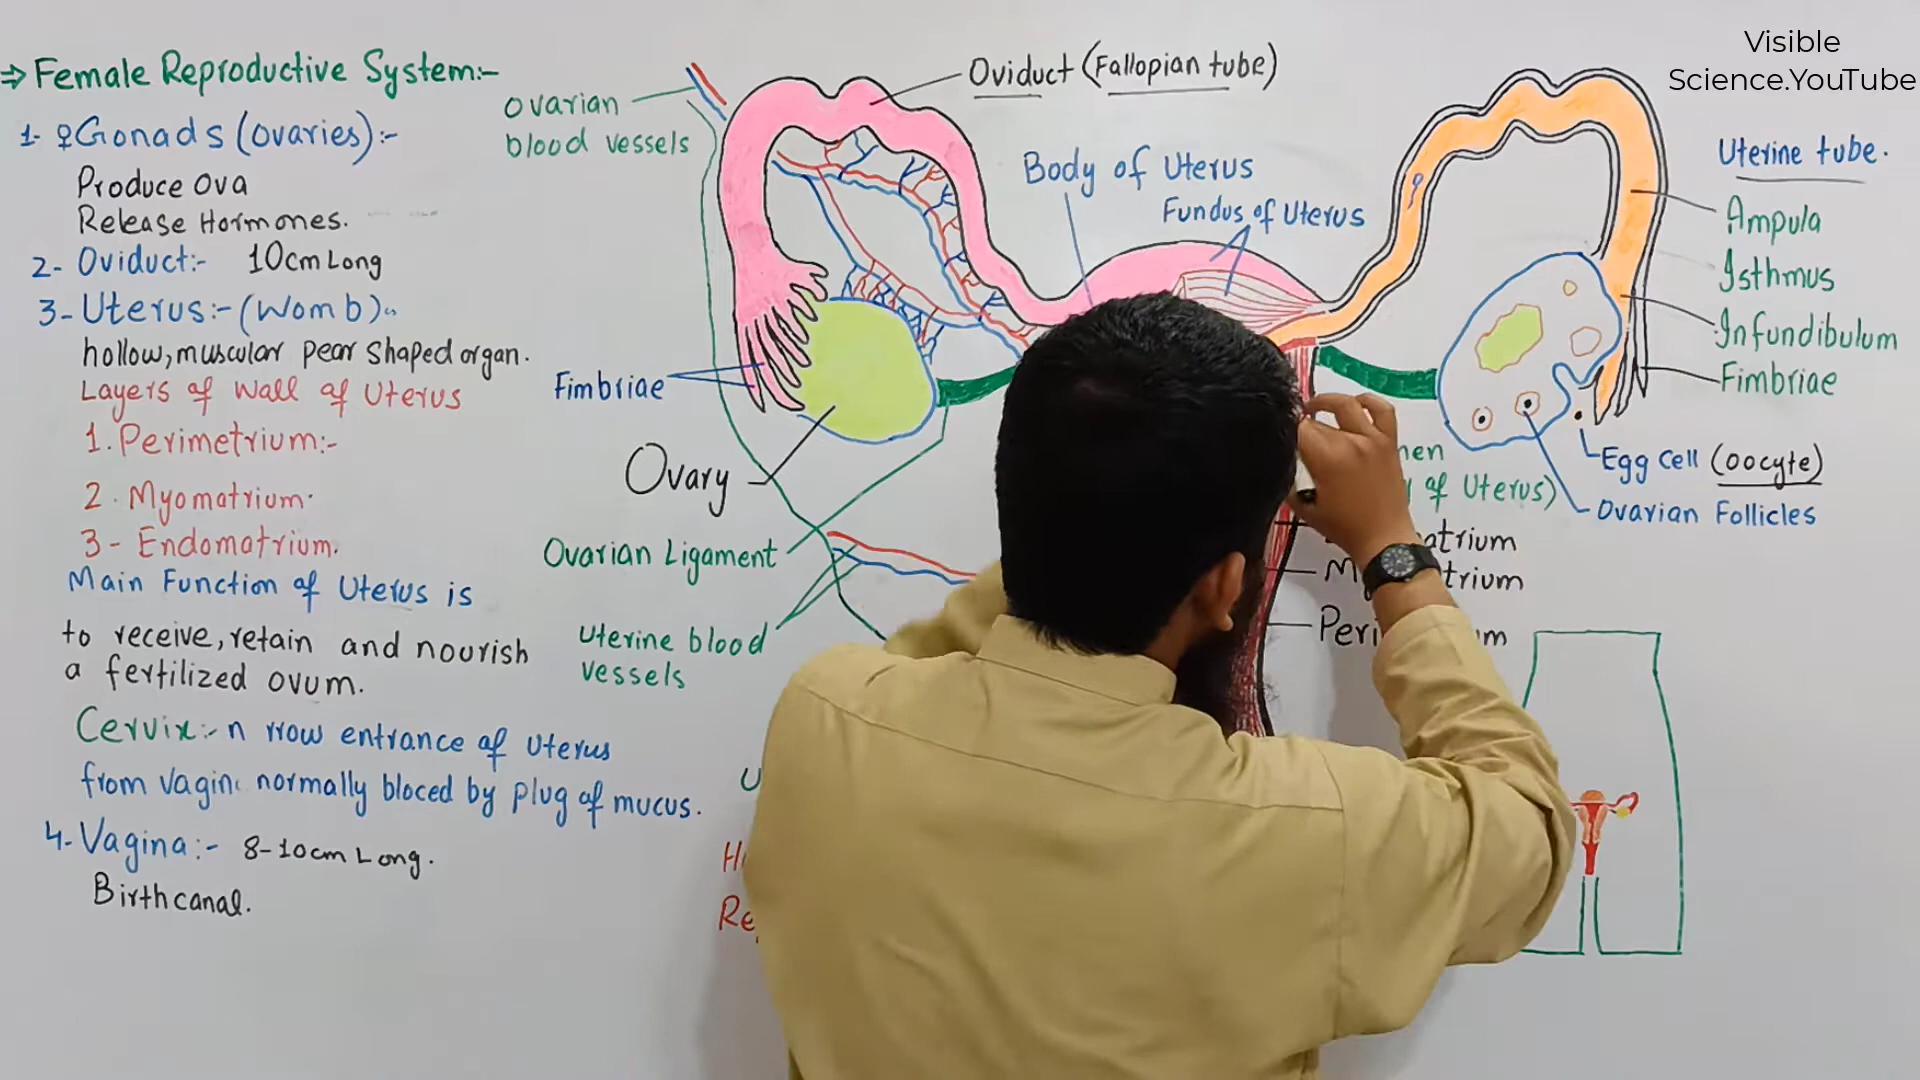 ⇒ Female Reproductive System:-
1- ♀Gonads (ovaries):-
Produce Ova
Release Hormones.
2- Oviduct:- 10cm Long
3- Uterus:- (Womb)..
hollow, muscular pear shaped organ.
Layers of Wall of Uterus
1. Perimetrium:-
2. Myomatrium.
3- Endomatrium.
Main Function of Uterus is
to receive, retain and nourish
a fertilized ovum.
Cervix:- n rrow entrance of Uterus
from Vagin normally bloced by plug of mucus.
4- Vagina:- 8-10cm Long.
Birth canal.
Ovarian
blood vessels
Oviduct (Fallopian tube)
Body of Uterus
Fundus of Uterus
Fimbriae
Ovary
Ovarian Ligament
Uterine blood
vessels
Visible
Science.YouTube
Uterine tube.
Ampula
Isthmus
Infundibulum
Fimbriae
Egg Cell (oocyte)
Ovarian Follicles
of Uterus)